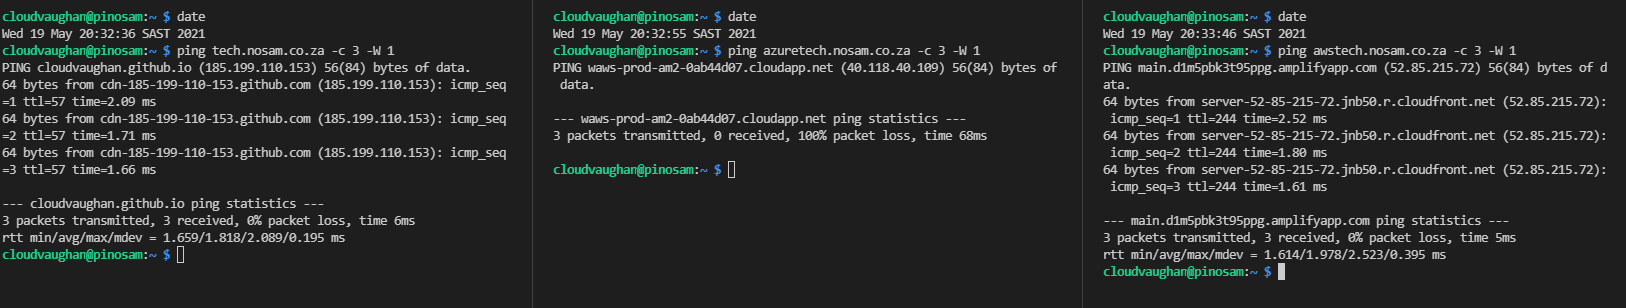 cloudvaughan@pinosam:~ $ date
Wed 19 May 20:32:36 SAST 2021
cloudvaughan@pinosam:~ $ ping tech.nosam.co.za -c 3 -W 1
PING cloudvaughan.github.io (185.199.110.153) 56(84) bytes of data.
64 bytes from cdn-185-199-110-153.github.com (185.199.110.153): icmp_seq
=1 ttl=57 time=2.09 ms
64 bytes from cdn-185-199-110-153.github.com (185.199.110.153): icmp_seq
=2 ttl=57 time=1.71 ms
64 bytes from cdn-185-199-110-153.github.com (185.199.110.153): icmp_seq
=3 ttl=57 time=1.66 ms
--- cloudvaughan.github.io ping statistics ---
3 packets transmitted, 3 received, 0% packet loss, time 6ms
rtt min/avg/max/mdev = 1.659/1.818/2.089/0.195 ms
cloudvaughan@pinosam:~ $
cloudvaughan@pinosam:~ $ date
Wed 19 May 20:32:55 SAST 2021
cloudvaughan@pinosam:~ $ ping azuretech.nosam.co.za -c 3 -W 1
PING waws-prod-am2-0ab44d07.cloudapp.net (40.118.40.109) 56(84) bytes of
data.
--- waws-prod-am2-0ab44d07.cloudapp.net ping statistics ---
3 packets transmitted, 0 received, 100% packet loss, time 68ms
cloudvaughan@pinosam:~ $
cloudvaughan@pinosam:~ $ date
Wed 19 May 20:33:46 SAST 2021
cloudvaughan@pinosam:~ $ ping awstech.nosam.co.za -c 3 -W 1
PING main.d1m5pbk3t95ppg.amplifyapp.com (52.85.215.72) 56(84) bytes of d
ata.
64 bytes from server-52-85-215-72.jnb50.r.cloudfront.net (52.85.215.72):
icmp_seq=1 ttl=244 time=2.52 ms
64 bytes from server-52-85-215-72.jnb50.r.cloudfront.net (52.85.215.72):
icmp_seq=2 ttl=244 time=1.80 ms
64 bytes from server-52-85-215-72.jnb50.r.cloudfront.net (52.85.215.72):
icmp_seq=3 ttl=244 time=1.61 ms
--- main.d1m5pbk3t95ppg.amplifyapp.com ping statistics ---
3 packets transmitted, 3 received, 0% packet loss, time 5ms
rtt min/avg/max/mdev = 1.614/1.978/2.523/0.395 ms
cloudvaughan@pinosam:~ $